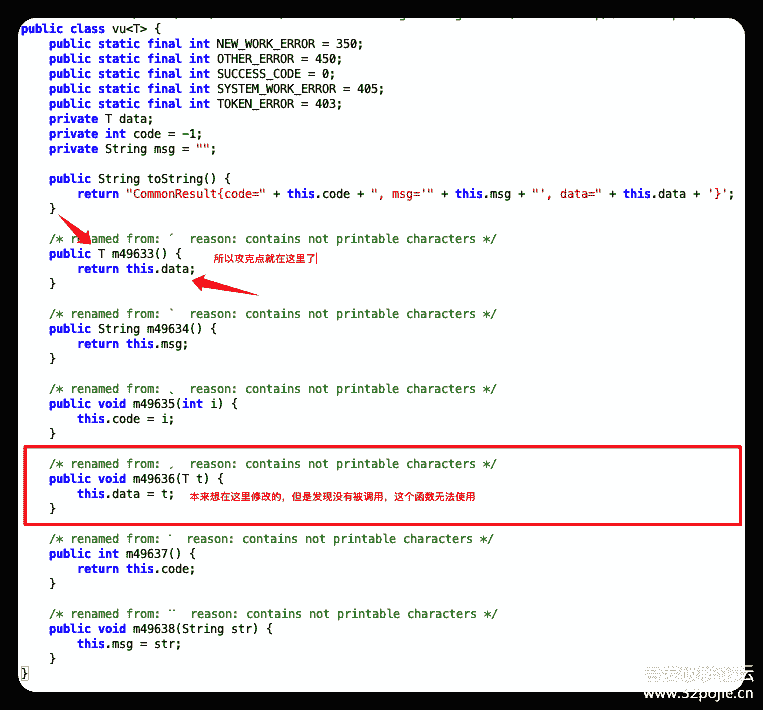 public class vu<T> {
public static final int NEW_WORK_ERROR = 350;
public static final int OTHER_ERROR = 450;
public static final int SUCCESS_CODE = 0;
public static final int SYSTEM_WORK_ERROR = 405;
public static final int TOKEN_ERROR = 403;
private T data;
private int code = -1;
private String msg = "";
public String toString() {
return "CommonResult{code=" + this.code + ", msg='" + this.msg + "', data=" + this.data + '}';
}
/* renamed from: ´ reason: contains not printable characters */
public T m49633() {
return this.data;
所以攻克点就在这里了
}
/* renamed from: ` reason: contains not printable characters */
public String m49634() {
return this.msg;
}
/* renamed from: 、 reason: contains not printable characters */
public void m49635(int i) {
this.code = i;
}
/* renamed from: ˏ reason: contains not printable characters */
public void m49636(T t) {
this.data = t; 本来想在这里修改的，但是发现没有被调用，这个函数无法使用
}
/* renamed from: ˙ reason: contains not printable characters */
public int m49637() {
return this.code;
}
/* renamed from: ¨ reason: contains not printable characters */
public void m49638(String str) {
this.msg = str;
}
}
www.32pojie.cn